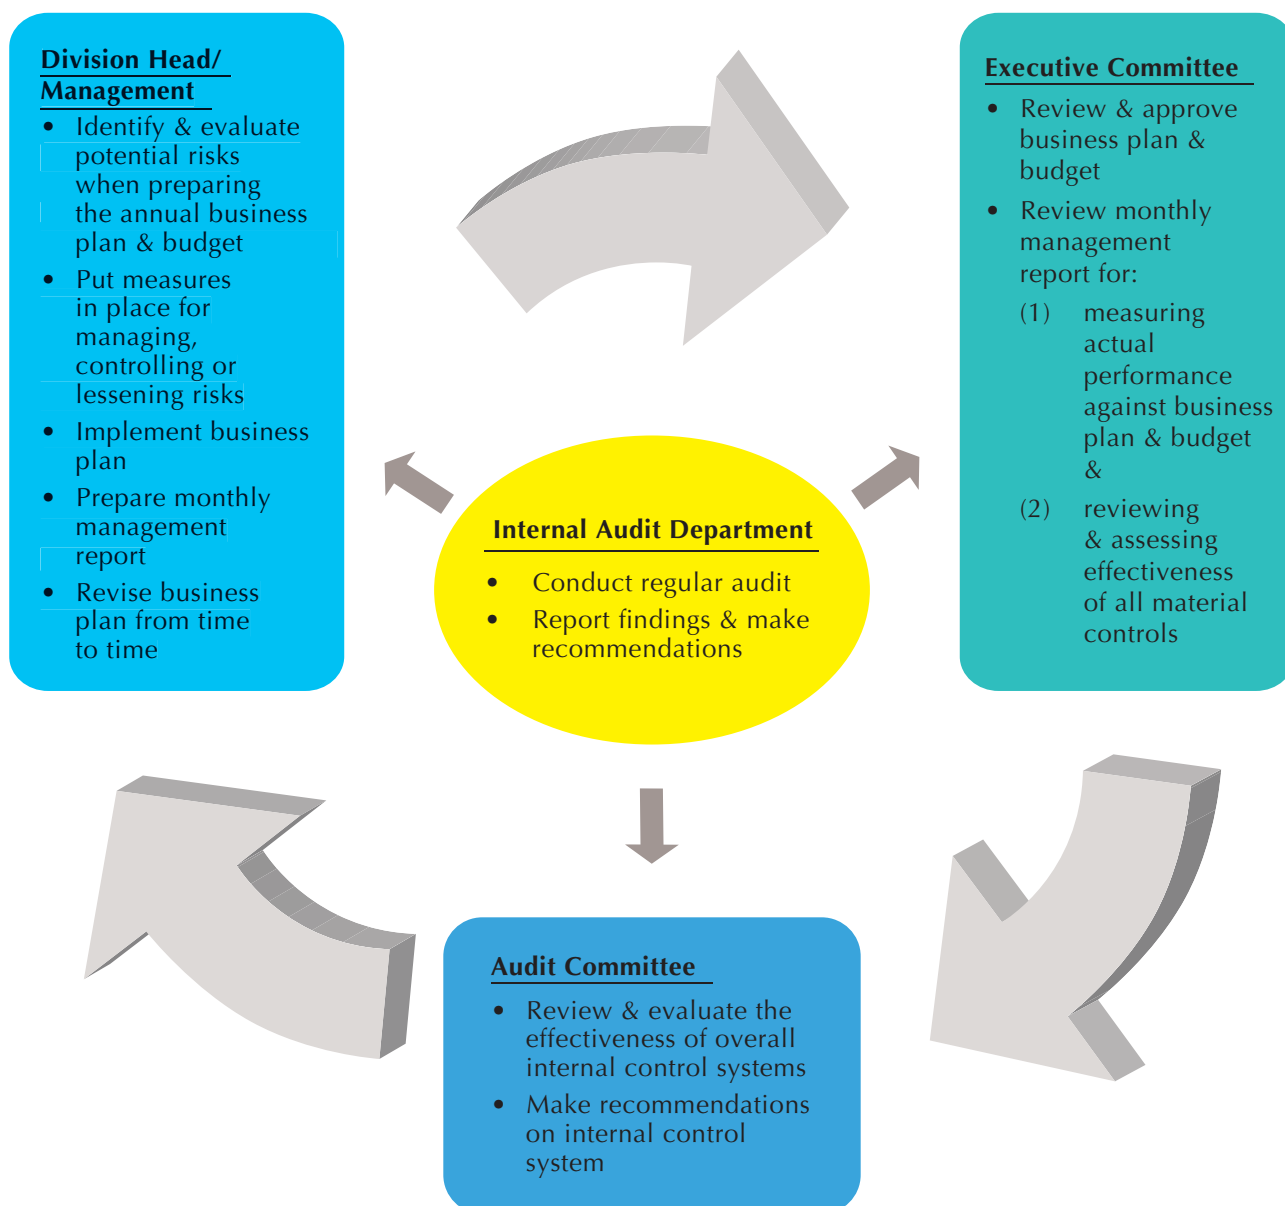 Division Head/
Management
• Identify & evaluate
potential risks
when preparing
the annual business
plan & budget
• Put measures
in place for
managing,
controlling or
lessening risks
• Implement business
plan
• Prepare monthly
management
report
• Revise business
plan from time
to time
Executive Committee
• Review & approve
business plan &
budget
• Review monthly
management
report for:
(1) measuring
actual
performance
against business
plan & budget
&
(2) reviewing
& assessing
effectiveness
of all material
controls
Internal Audit Department
• Conduct regular audit
• Report findings & make
recommendations
Audit Committee
• Review & evaluate the
effectiveness of overall
internal control systems
• Make recommendations
on internal control
system